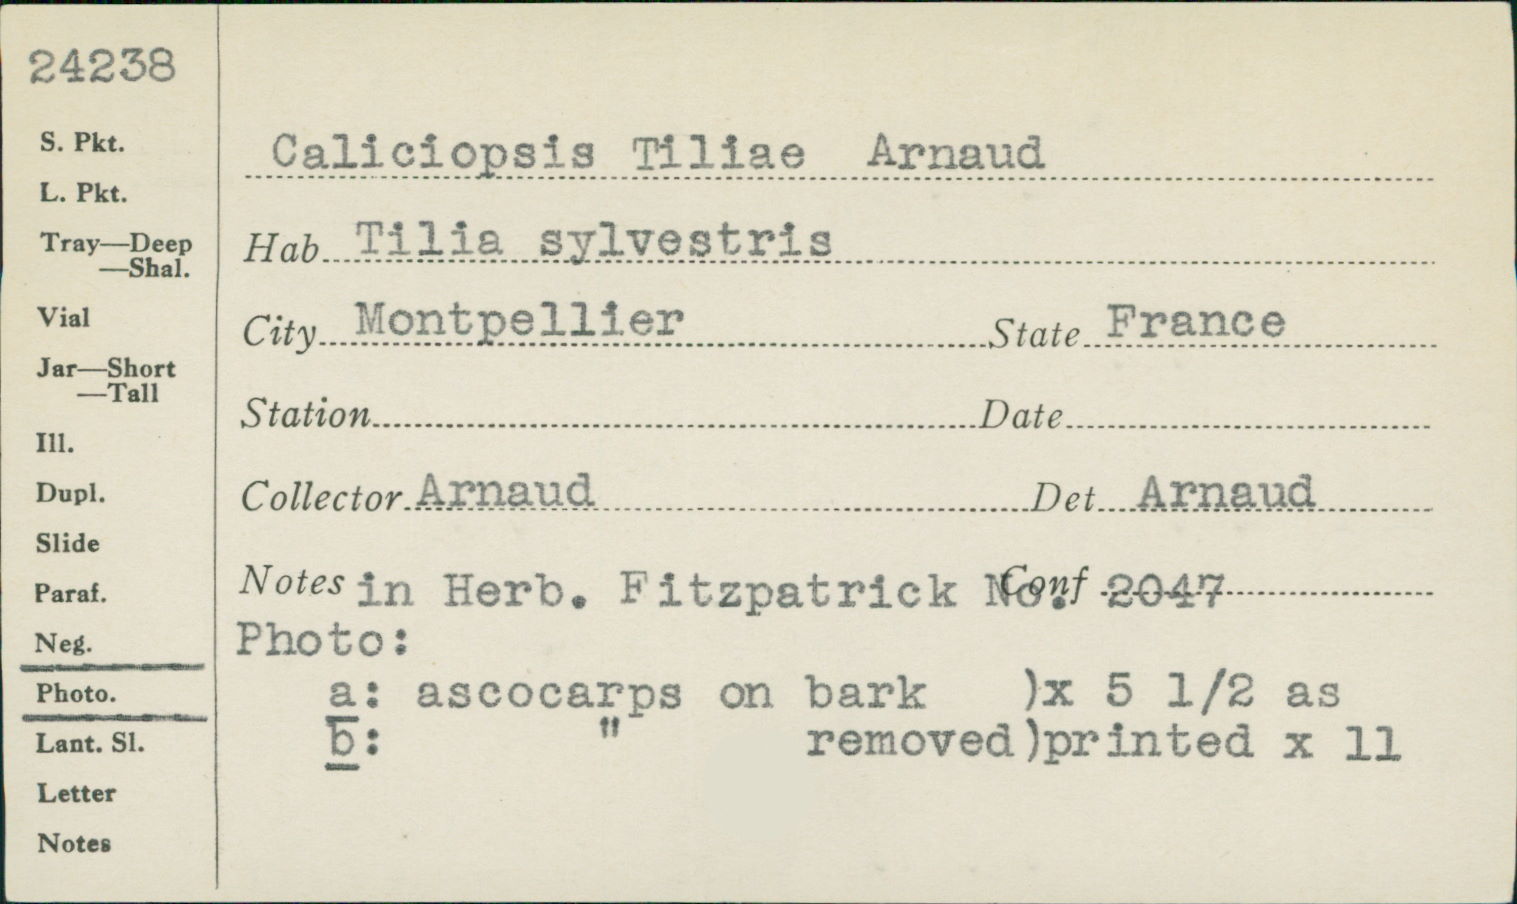 24238
S. Pkt.
L. Pkt.
Tray—Deep
—Shal.
Vial
Jar—Short
—Tall
Ill.
Dupl.
Slide
Paraf.
Neg.
Photo.
Lant. Sl.
Letter
Notes
Caliciopsis Tiliae Arnaud
Hab. Tilia sylvestris
City Montpellier State France
Station Date
Collector Arnaud Det. Arnaud
Notes in Herb. Fitzpatrick No. Conf 2047
Photo:
a: ascocarps on bark )x 5 1/2 as
b: " removed)printed x 11